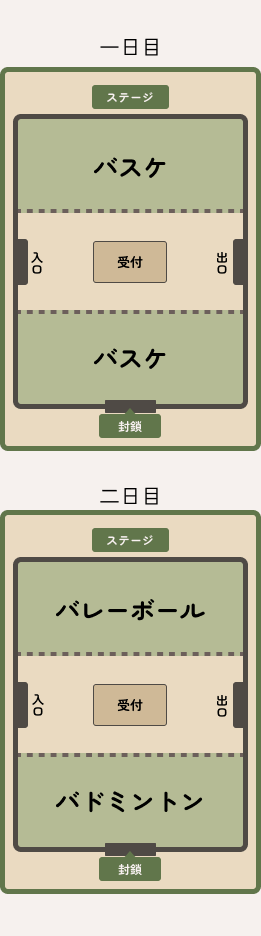 一日目
ステージ
バスケ
入口
受付
出口
バスケ
封鎖
二日目
ステージ
バレーボール
入口
受付
出口
バドミントン
封鎖